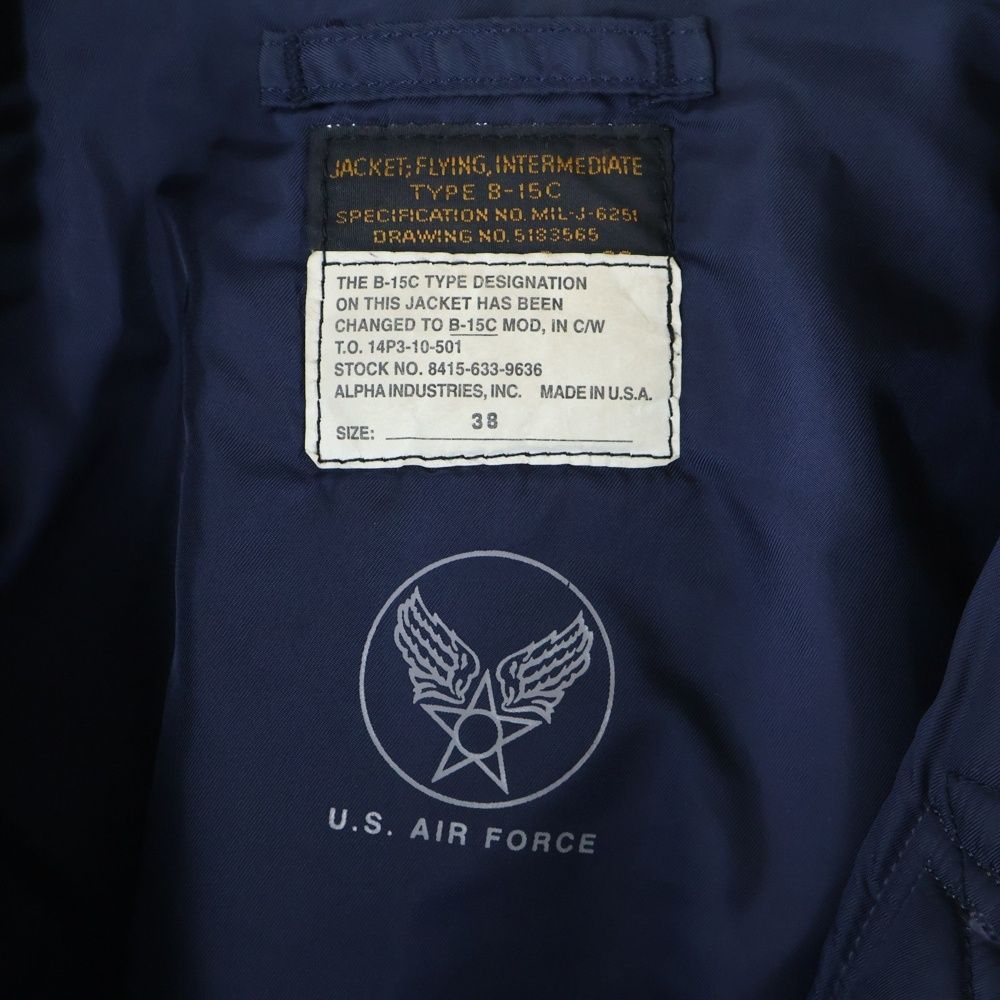 JACKET; FLYING, INTERMEDIATE
TYPE B-15C
SPECIFICATION NO. MIL-J-6251
DRAWING NO. 5183565
THE B-15C TYPE DESIGNATION
ON THIS JACKET HAS BEEN
CHANGED TO B-15C MOD, IN C/W
T.O. 14P3-10-501
STOCK NO. 8415-633-9636
ALPHA INDUSTRIES, INC. MADE IN U.S.A.
SIZE: 38
U.S. AIR FORCE